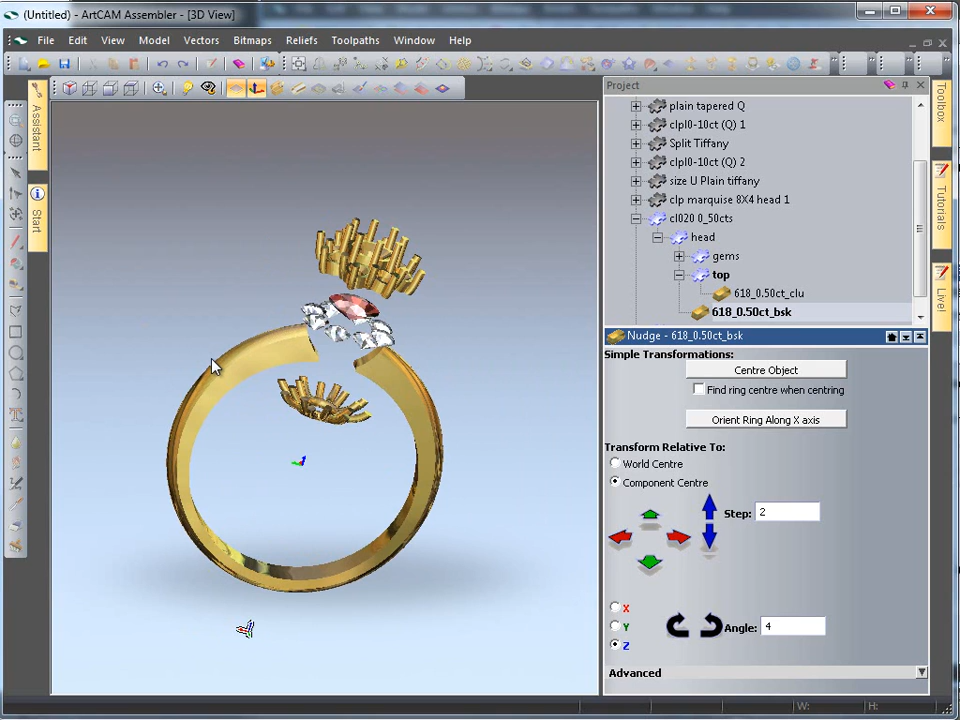 (Untitled) - ArtCAM Assembler - [3D View]
File Edit View Model Vectors Bitmaps Reliefs Toolpaths Window Help
Assistant
Start
Project
plain tapered Q
clpl0-10ct (Q) 1
Split Tiffany
clpl0-10ct (Q) 2
size U Plain tiffany
clp marquise 8X4 head 1
cl020 0_50cts
head
gems
top
618_0.50ct_clu
618_0.50ct_bsk
Toolbox
Tutorials
Live!
Nudge - 618_0.50ct_bsk
Simple Transformations:
Centre Object
Find ring centre when centring
Orient Ring Along X axis
Transform Relative To:
World Centre
Component Centre
Step: 2
X
Y
Z
Angle: 4
Advanced
W: H: